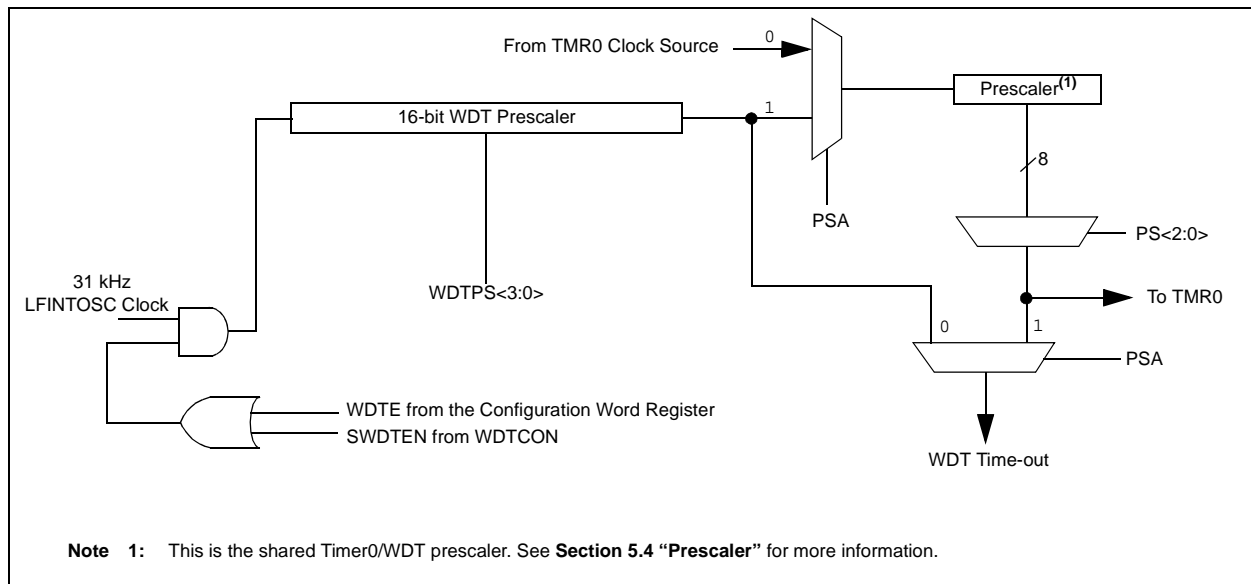 From TMR0 Clock Source
0
1
16-bit WDT Prescaler
Prescaler(1)
8
PSA
PS<2:0>
31 kHz
LFINTOSC Clock
WDTPS<3:0>
To TMR0
0
1
PSA
WDTE from the Configuration Word Register
SWDTEN from WDTCON
WDT Time-out
Note 1: This is the shared Timer0/WDT prescaler. See Section 5.4 “Prescaler” for more information.